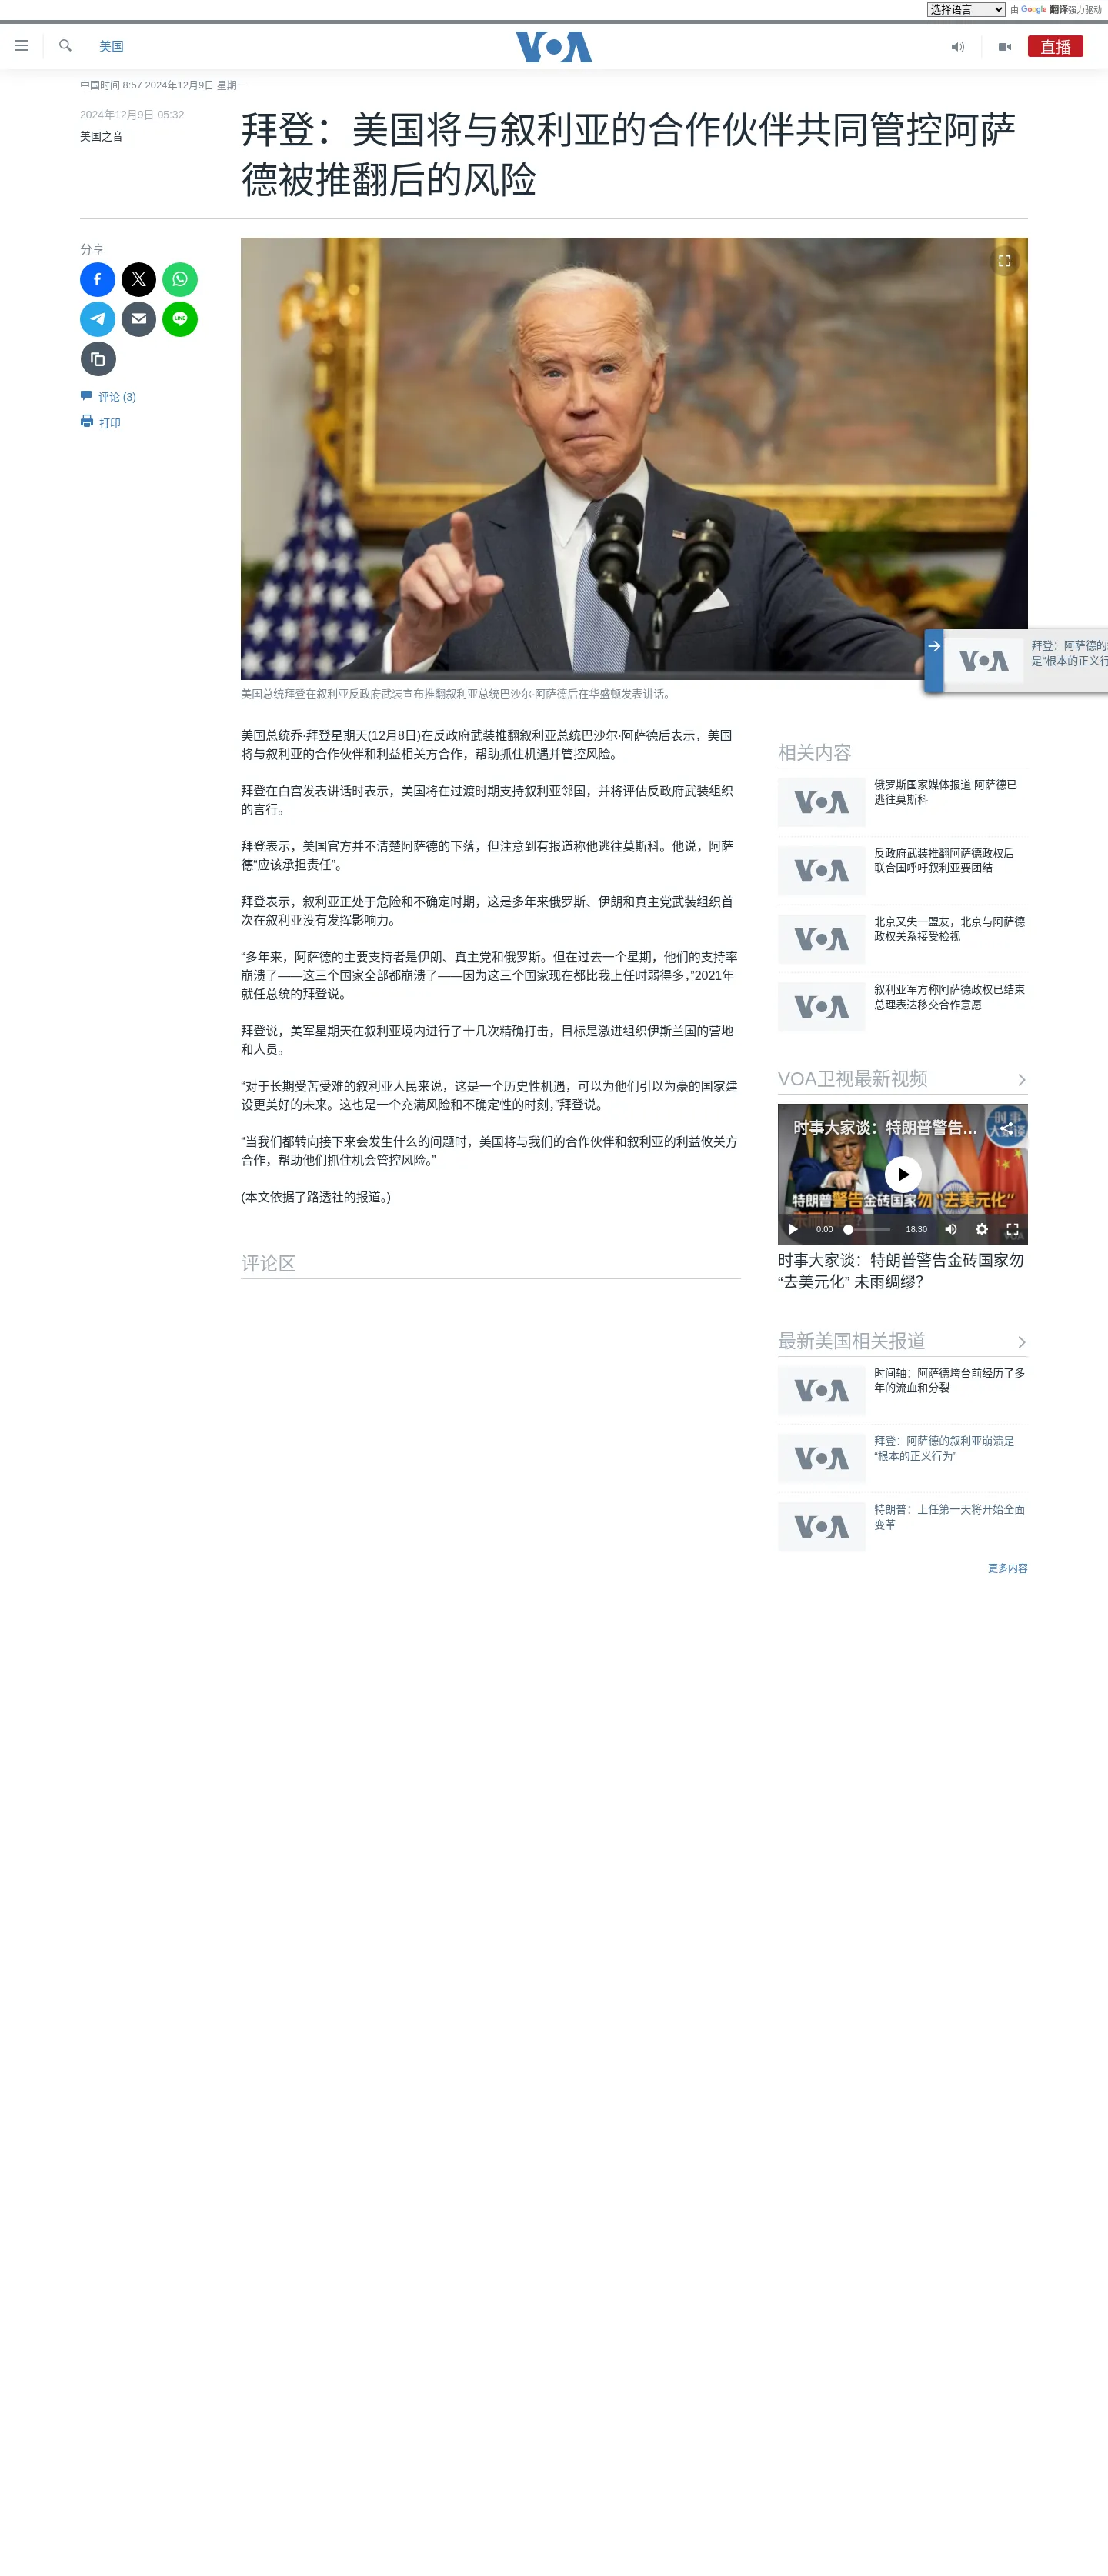 选择语言 由 Google 翻译强力驱动
美国
VOA
直播
中国时间 8:57 2024年12月9日 星期一
2024年12月9日 05:32
美国之音
拜登：美国将与叙利亚的合作伙伴共同管控阿萨
德被推翻后的风险
分享
评论 (3)
打印
拜登：阿萨德的
是“根本的正义行
VOA
美国总统拜登在叙利亚反政府武装宣布推翻叙利亚总统巴沙尔·阿萨德后在华盛顿发表讲话。
美国总统乔·拜登星期天(12月8日)在反政府武装推翻叙利亚总统巴沙尔·阿萨德后表示，美国
将与叙利亚的合作伙伴和利益相关方合作，帮助抓住机遇并管控风险。
拜登在白宫发表讲话时表示，美国将在过渡时期支持叙利亚邻国，并将评估反政府武装组织
的言行。
拜登表示，美国官方并不清楚阿萨德的下落，但注意到有报道称他逃往莫斯科。他说，阿萨
德“应该承担责任”。
拜登表示，叙利亚正处于危险和不确定时期，这是多年来俄罗斯、伊朗和真主党武装组织首
次在叙利亚没有发挥影响力。
“多年来，阿萨德的主要支持者是伊朗、真主党和俄罗斯。但在过去一个星期，他们的支持率
崩溃了——这三个国家全部都崩溃了——因为这三个国家现在都比我上任时弱得多，”2021年
就任总统的拜登说。
拜登说，美军星期天在叙利亚境内进行了十几次精确打击，目标是激进组织伊斯兰国的营地
和人员。
“对于长期受苦受难的叙利亚人民来说，这是一个历史性机遇，可以为他们引以为豪的国家建
设更美好的未来。这也是一个充满风险和不确定性的时刻，”拜登说。
“当我们都转向接下来会发生什么的问题时，美国将与我们的合作伙伴和叙利亚的利益攸关方
合作，帮助他们抓住机会管控风险。”
(本文依据了路透社的报道。)
评论区
相关内容
VOA
俄罗斯国家媒体报道 阿萨德已
逃往莫斯科
VOA
反政府武装推翻阿萨德政权后
联合国呼吁叙利亚要团结
VOA
北京又失一盟友，北京与阿萨德
政权关系接受检视
VOA
叙利亚军方称阿萨德政权已结束
总理表达移交合作意愿
VOA卫视最新视频
时事大家谈：特朗普警告…
特朗普警告金砖国家勿“去美元化”
0:00 18:30
时事大家谈：特朗普警告金砖国家勿
“去美元化” 未雨绸缪？
最新美国相关报道
VOA
时间轴：阿萨德垮台前经历了多
年的流血和分裂
VOA
拜登：阿萨德的叙利亚崩溃是
“根本的正义行为”
VOA
特朗普：上任第一天将开始全面
变革
更多内容